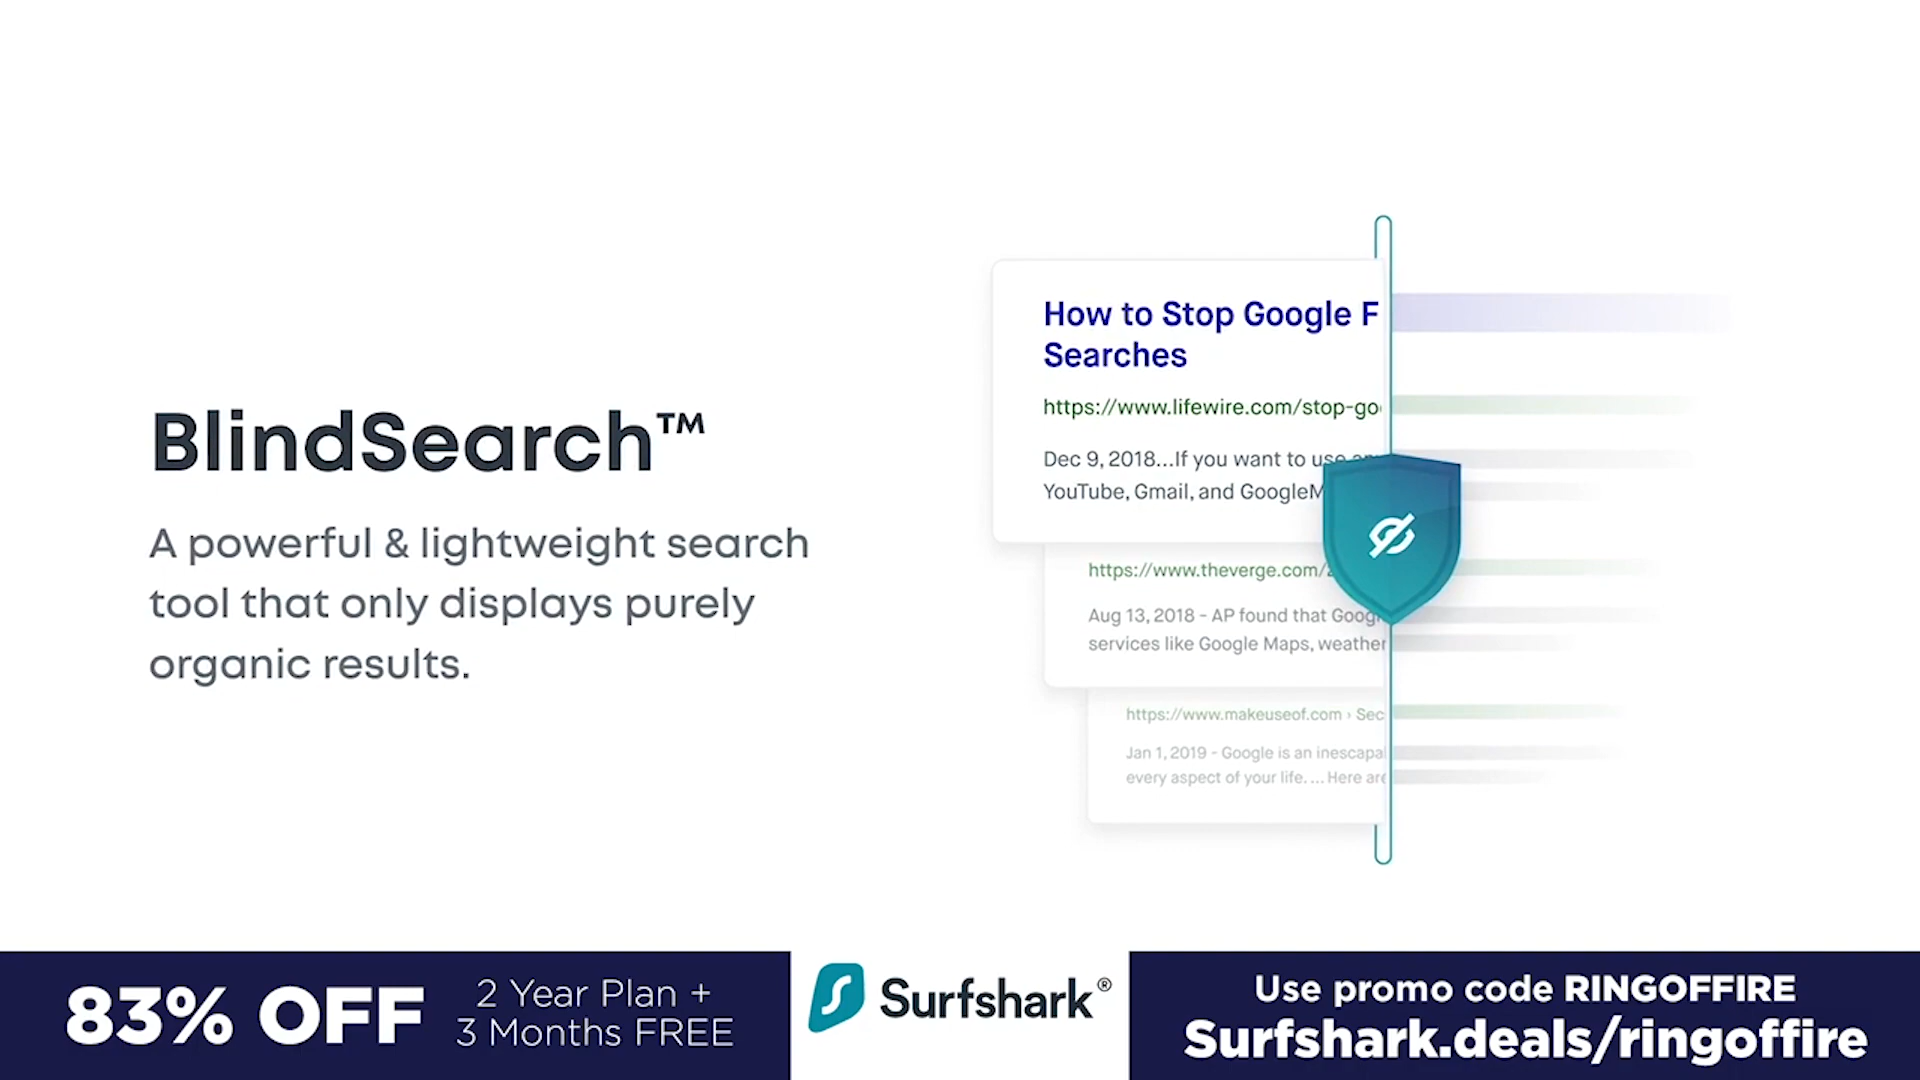 BlindSearch™
A powerful & lightweight search
tool that only displays purely
organic results.
How to Stop Google F
Searches
https://www.lifewire.com/stop-go
Dec 9, 2018...If you want to use
YouTube, Gmail, and GoogleM
https://www.theverge.com/
Aug 13, 2018 - AP found that Googl
services like Google Maps, weather
https://www.makeuseof.com › Sec
Jan 1, 2019 - Google is an inescapa
every aspect of your life. ... Here are
83% OFF
2 Year Plan +
3 Months FREE
Surfshark®
Use promo code RINGOFFIRE
Surfshark.deals/ringoffire